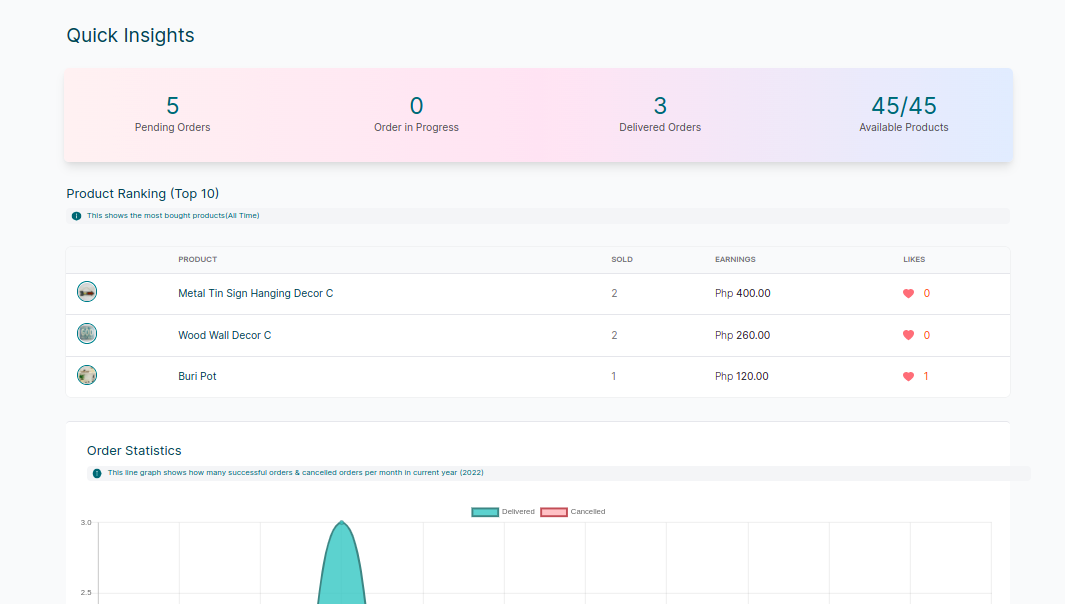 Quick Insights
5 0 3 45/45
Pending Orders Order in Progress Delivered Orders Available Products
Product Ranking (Top 10)
This shows the most bought products(All Time)
PRODUCT SOLD EARNINGS LIKES
Metal Tin Sign Hanging Decor C 2 Php 400.00 0
Wood Wall Decor C 2 Php 260.00 0
Buri Pot 1 Php 120.00 1
Order Statistics
This line graph shows how many successful orders & cancelled orders per month in current year (2022)
Delivered Cancelled
3.0
2.5